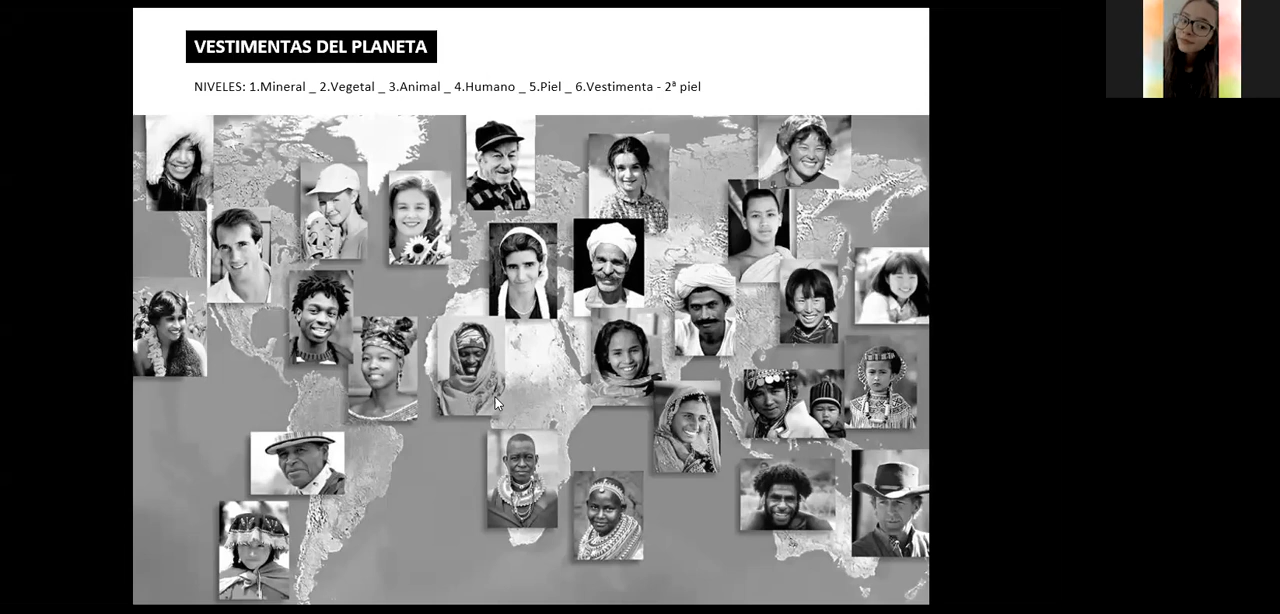 VESTIMENTAS DEL PLANETA
NIVELES: 1.Mineral _ 2.Vegetal _ 3.Animal _ 4.Humano _ 5.Piel _ 6.Vestimenta - 2ª piel